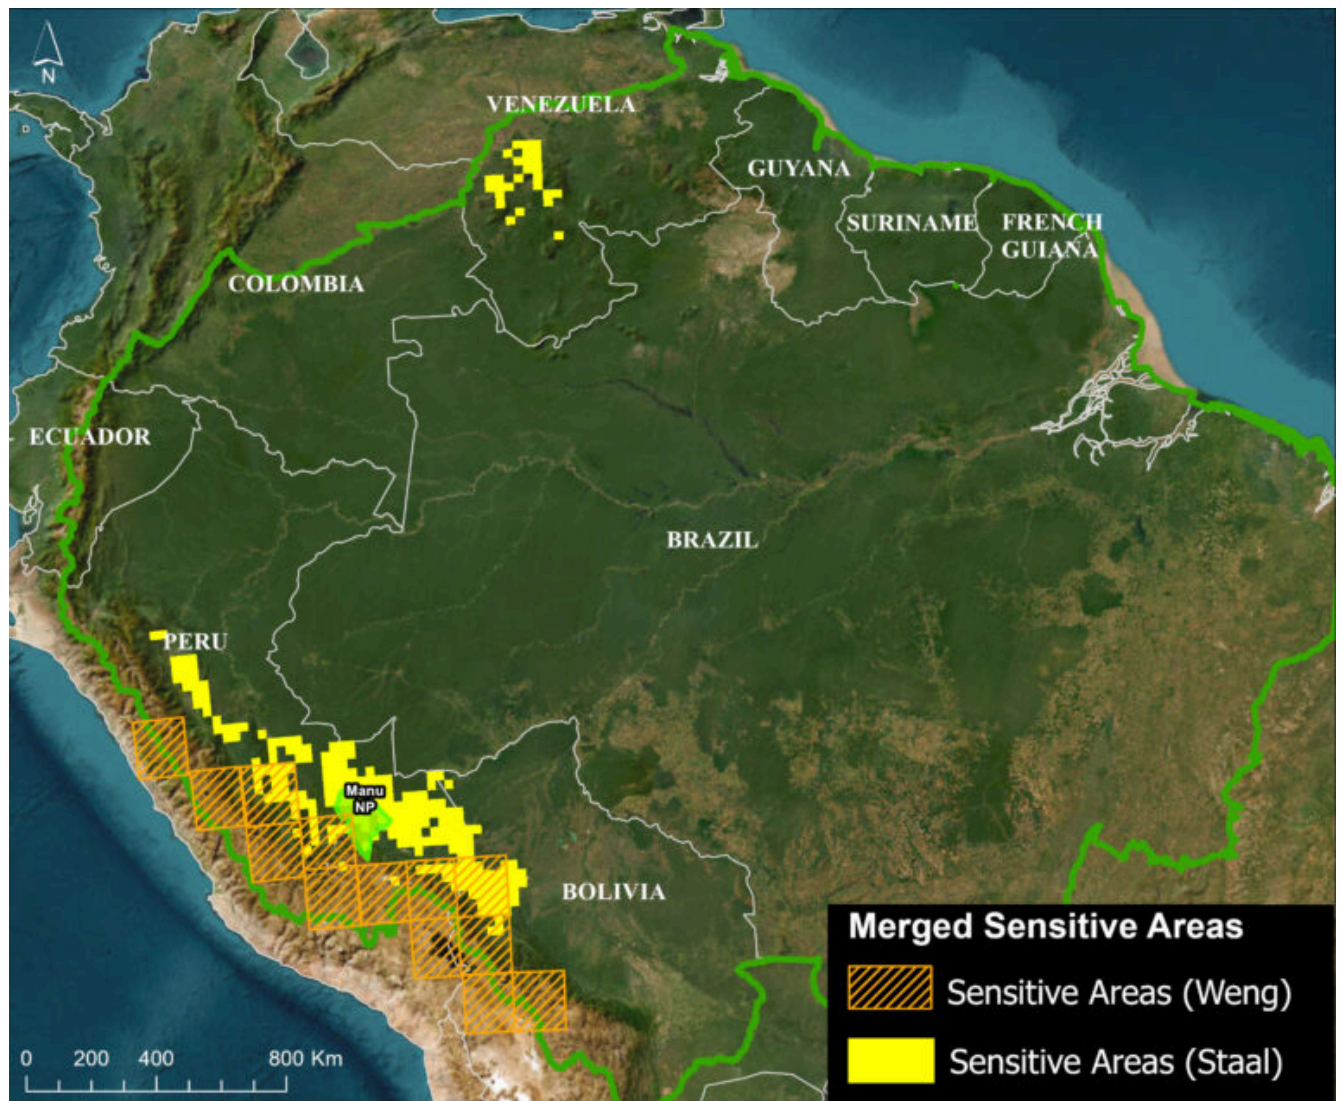 N
VENEZUELA
GUYANA
SURINAME
FRENCH
GUIANA
COLOMBIA
ECUADOR
BRAZIL
PERU
Manu
NP
BOLIVIA
Merged Sensitive Areas
Sensitive Areas (Weng)
Sensitive Areas (Staal)
0 200 400 800 Km